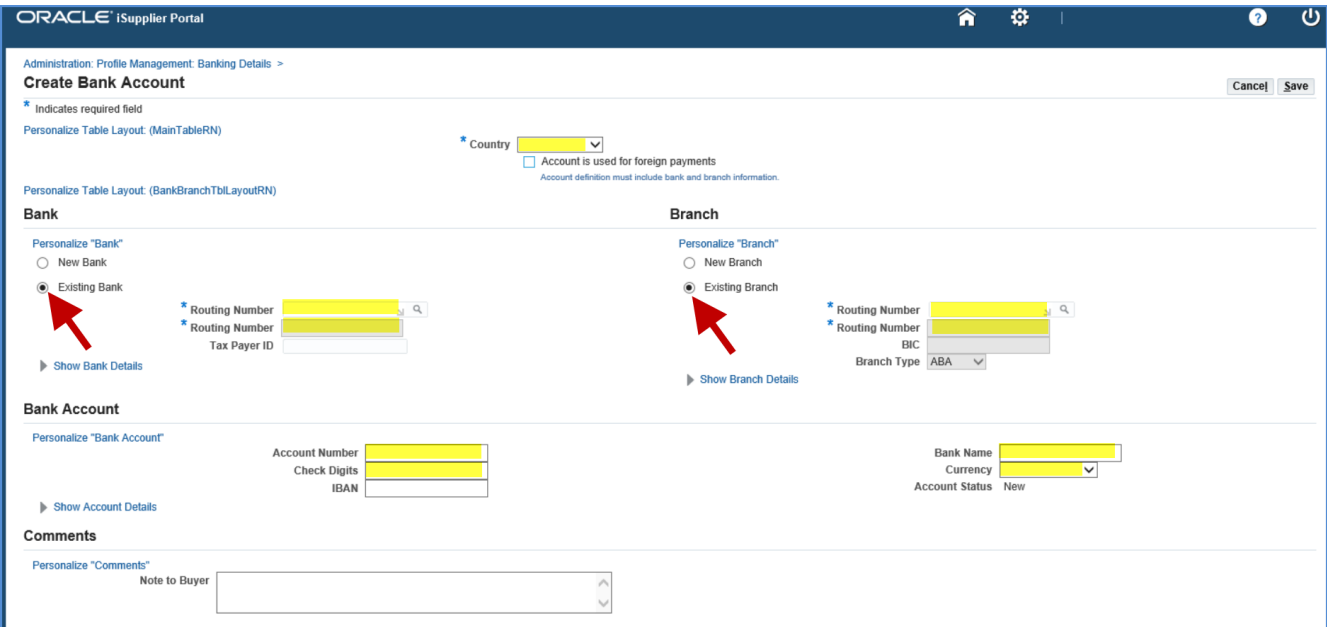 ORACLE iSupplier Portal
?
Administration: Profile Management: Banking Details >
Create Bank Account
Cancel Save
* Indicates required field
Personalize Table Layout: (MainTableRN)
* Country
Account is used for foreign payments
Account definition must include bank and branch information.
Personalize Table Layout: (BankBranchTblLayoutRN)
Bank
Branch
Personalize "Bank"
Personalize "Branch"
New Bank
New Branch
Existing Bank
Existing Branch
* Routing Number
* Routing Number
* Routing Number
* Routing Number
Tax Payer ID
BIC
Branch Type ABA
Show Bank Details
Show Branch Details
Bank Account
Personalize "Bank Account"
Account Number
Bank Name
Check Digits
Currency
IBAN
Account Status New
Show Account Details
Comments
Personalize "Comments"
Note to Buyer